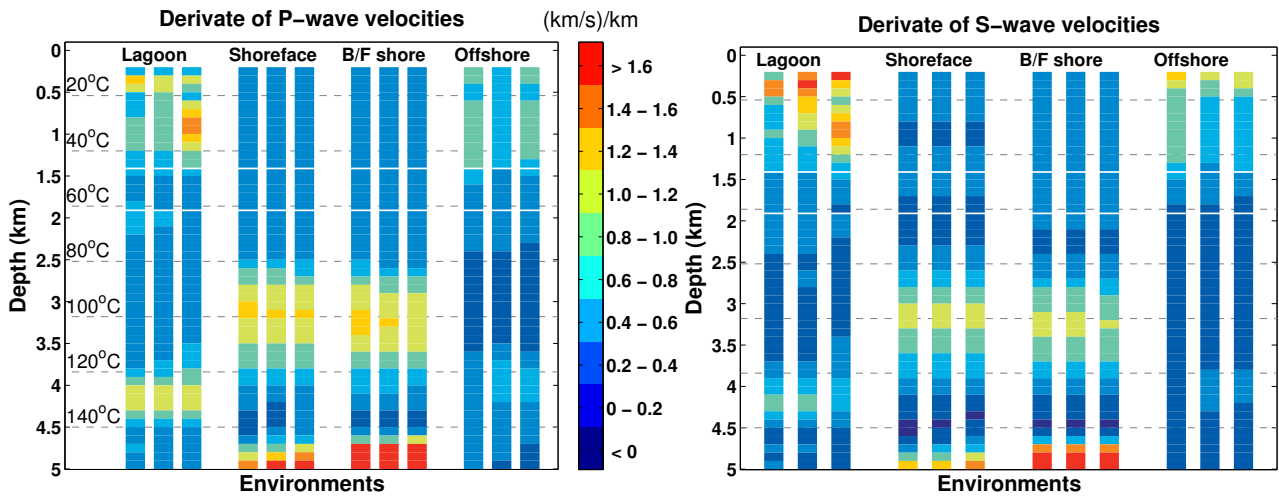 Derivate of P−wave velocities
(km/s)/km
Derivate of S−wave velocities
Lagoon Shoreface B/F shore Offshore
Lagoon Shoreface B/F shore Offshore
0
0.5
1
1.5
2
2.5
3
3.5
4
4.5
5
20°C
40°C
60°C
80°C
100°C
120°C
140°C
Depth (km)
Environments
> 1.6
1.4 − 1.6
1.2 − 1.4
1.0 − 1.2
0.8 − 1.0
0.6 − 0.8
0.4 − 0.6
0.2 − 0.4
0 − 0.2
< 0
0
0.5
1
1.5
2
2.5
3
3.5
4
4.5
5
Depth (km)
Environments